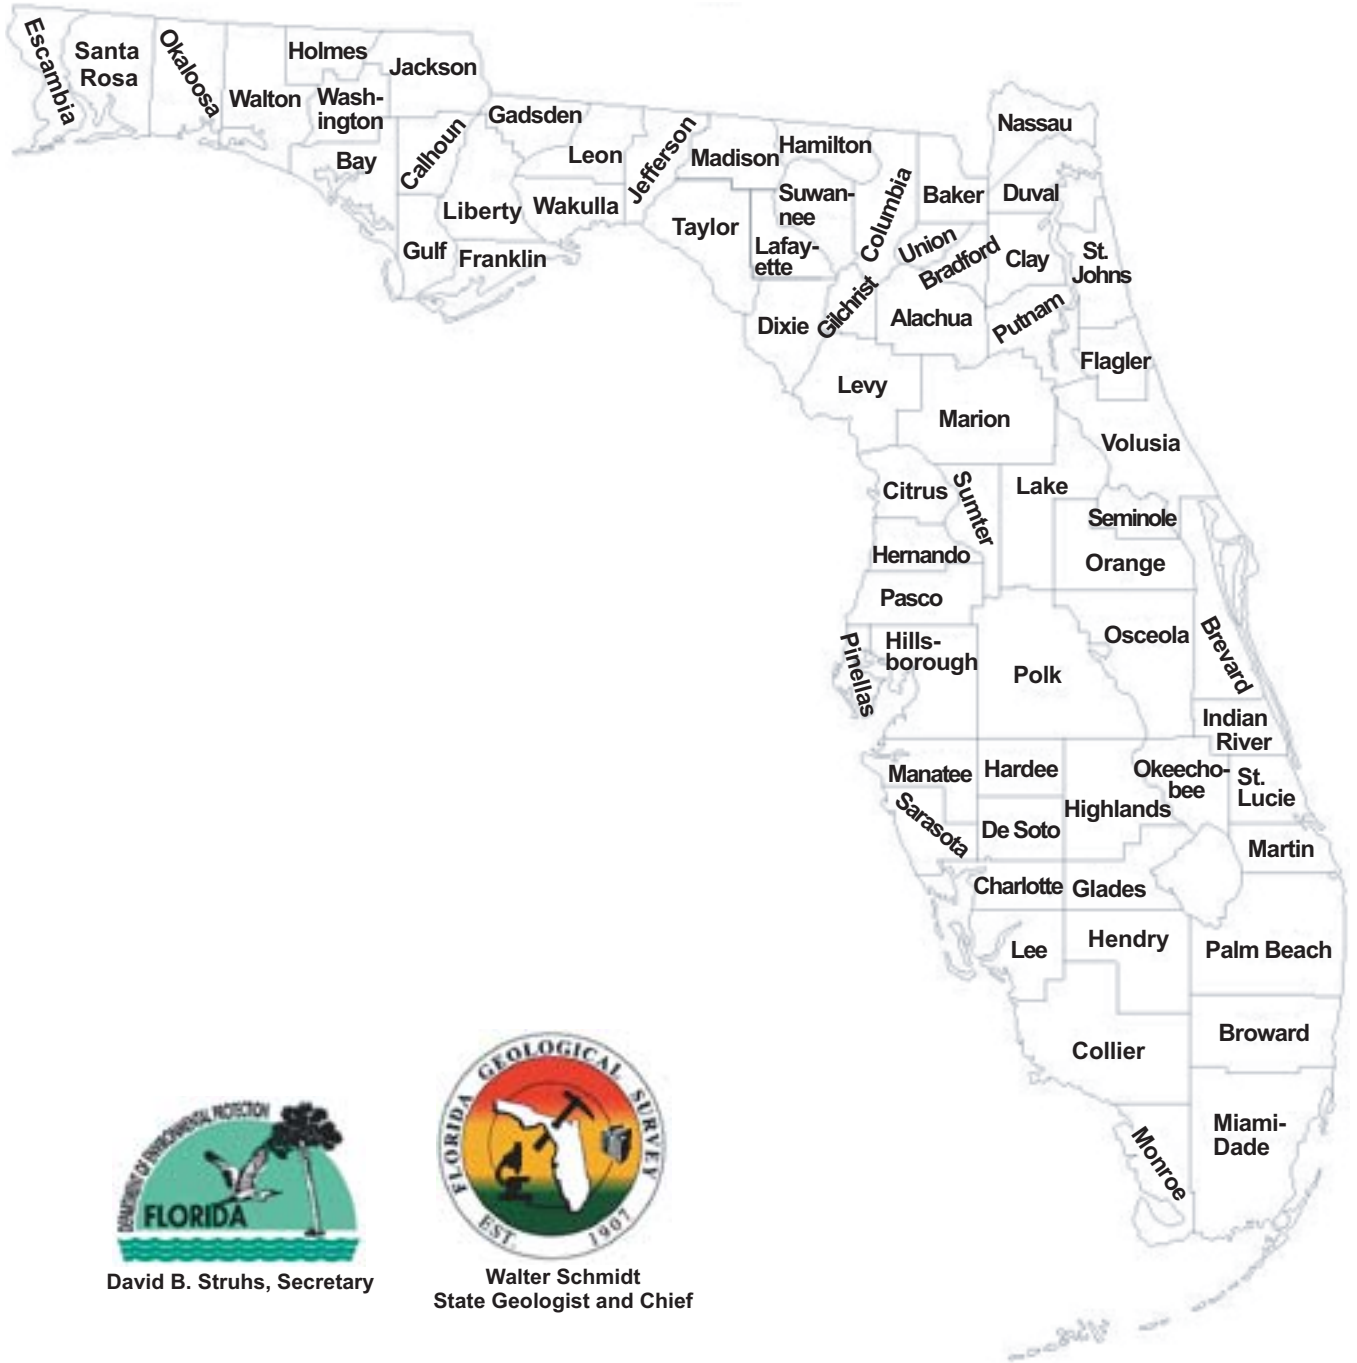 Escambia
Santa
Rosa
Okaloosa
Walton
Holmes
Wash-
ington
Jackson
Bay
Calhoun
Gulf
Gadsden
Liberty
Franklin
Leon
Wakulla
Jefferson
Madison
Taylor
Hamilton
Suwan-
nee
Lafay-
ette
Dixie
Columbia
Gilchrist
Baker
Union
Bradford
Alachua
Nassau
Duval
Clay
St.
Johns
Putnam
Flagler
Levy
Marion
Volusia
Citrus
Sumter
Lake
Seminole
Orange
Hernando
Pasco
Pinellas
Hills-
borough
Polk
Osceola
Brevard
Indian
River
Manatee
Hardee
Okeecho-
bee
St.
Lucie
Highlands
Sarasota
De Soto
Martin
Charlotte
Glades
Lee
Hendry
Palm Beach
Collier
Broward
Miami-
Dade
Monroe
DEPARTMENT OF ENVIRONMENTAL PROTECTION
FLORIDA
David B. Struhs, Secretary
FLORIDA GEOLOGICAL SURVEY
EST. 1907
Walter Schmidt
State Geologist and Chief